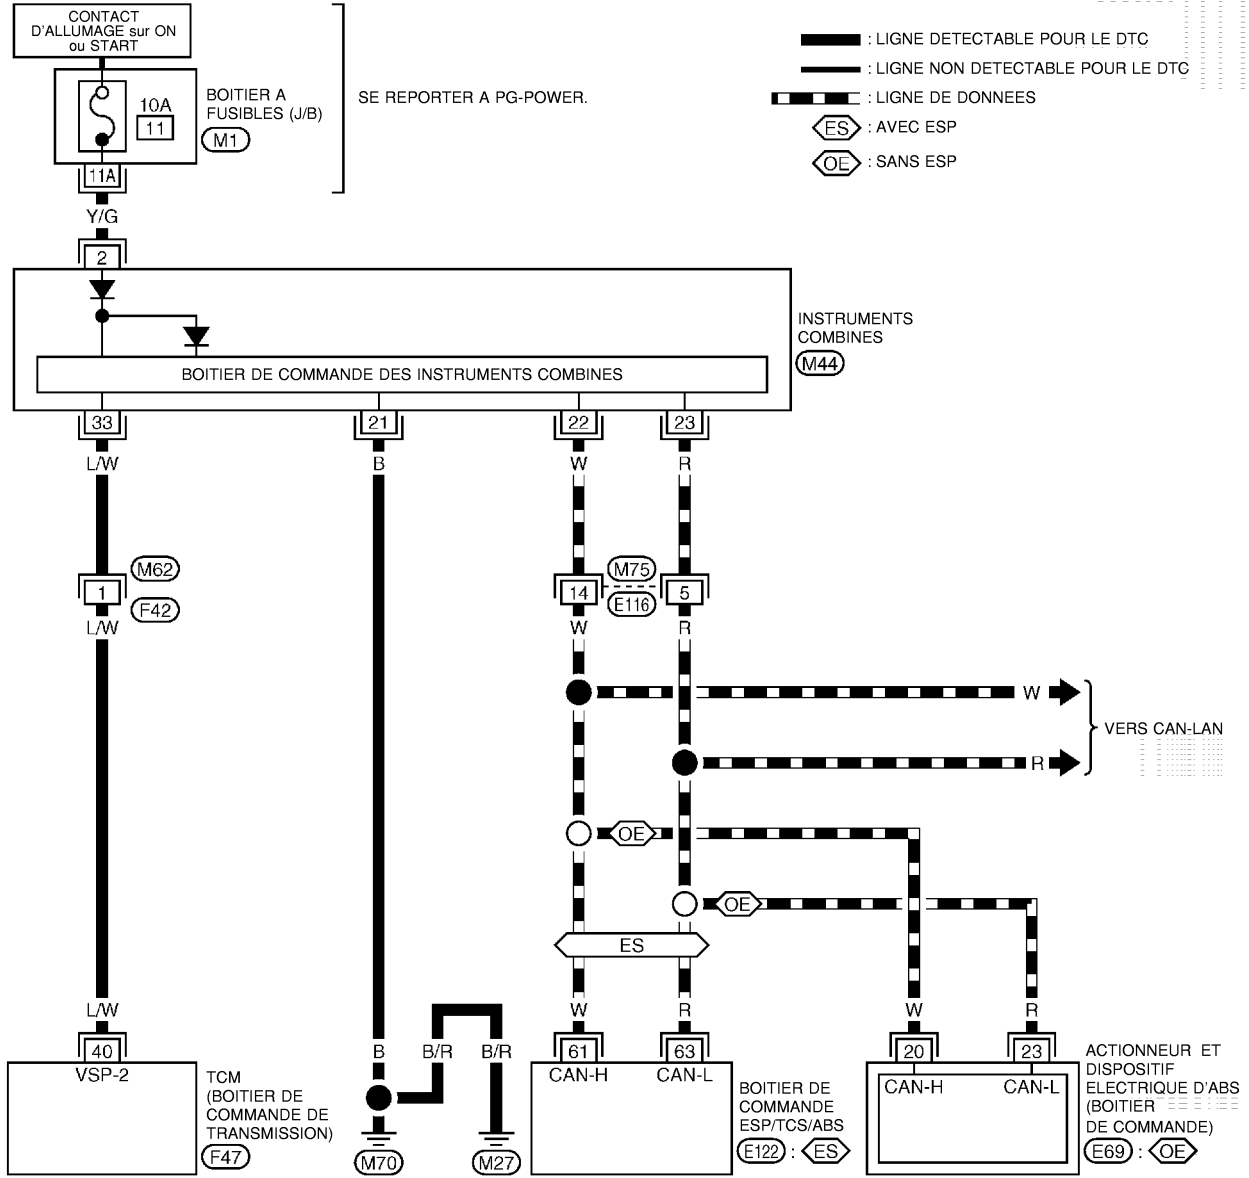 CONTACT
D'ALLUMAGE sur ON
ou START
10A
11
BOITIER A
FUSIBLES (J/B)
M1
SE REPORTER A PG-POWER.
: LIGNE DETECTABLE POUR LE DTC
: LIGNE NON DETECTABLE POUR LE DTC
: LIGNE DE DONNEES
ES : AVEC ESP
OE : SANS ESP
11A
Y/G
2
INSTRUMENTS
COMBINES
M44
BOITIER DE COMMANDE DES INSTRUMENTS COMBINES
33 21 22 23
L/W B W R
M62
1
F42
M75
14 5
E116
L/W W R
W
R
VERS CAN-LAN
OE
OE
ES
L/W W R W R
40 B B/R B/R 61 63 20 23
VSP-2
CAN-H CAN-L
CAN-H CAN-L
TCM
(BOITIER DE
COMMANDE DE
TRANSMISSION)
F47
M70
M27
BOITIER DE
COMMANDE
ESP/TCS/ABS
E122 : ES
ACTIONNEUR ET
DISPOSITIF
ELECTRIQUE D'ABS
(BOITIER
DE COMMANDE)
E69 : OE